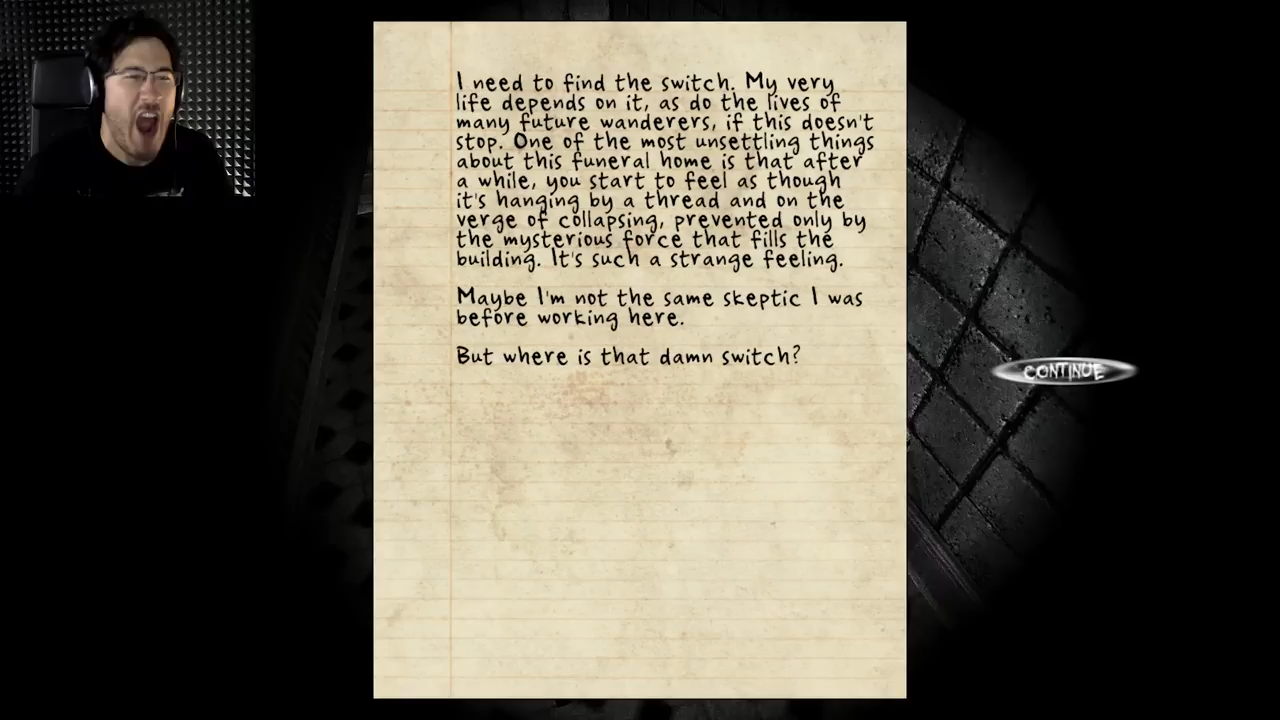 I need to find the switch. My very
life depends on it, as do the lives of
many future wanderers, if this doesn't
stop. One of the most unsettling things
about this funeral home is that after
a while, you start to feel as though
it's hanging by a thread and on the
verge of collapsing, prevented only by
the mysterious force that fills the
building. It's such a strange feeling.
Maybe I'm not the same skeptic I was
before working here.
But where is that damn switch?
CONTINUE